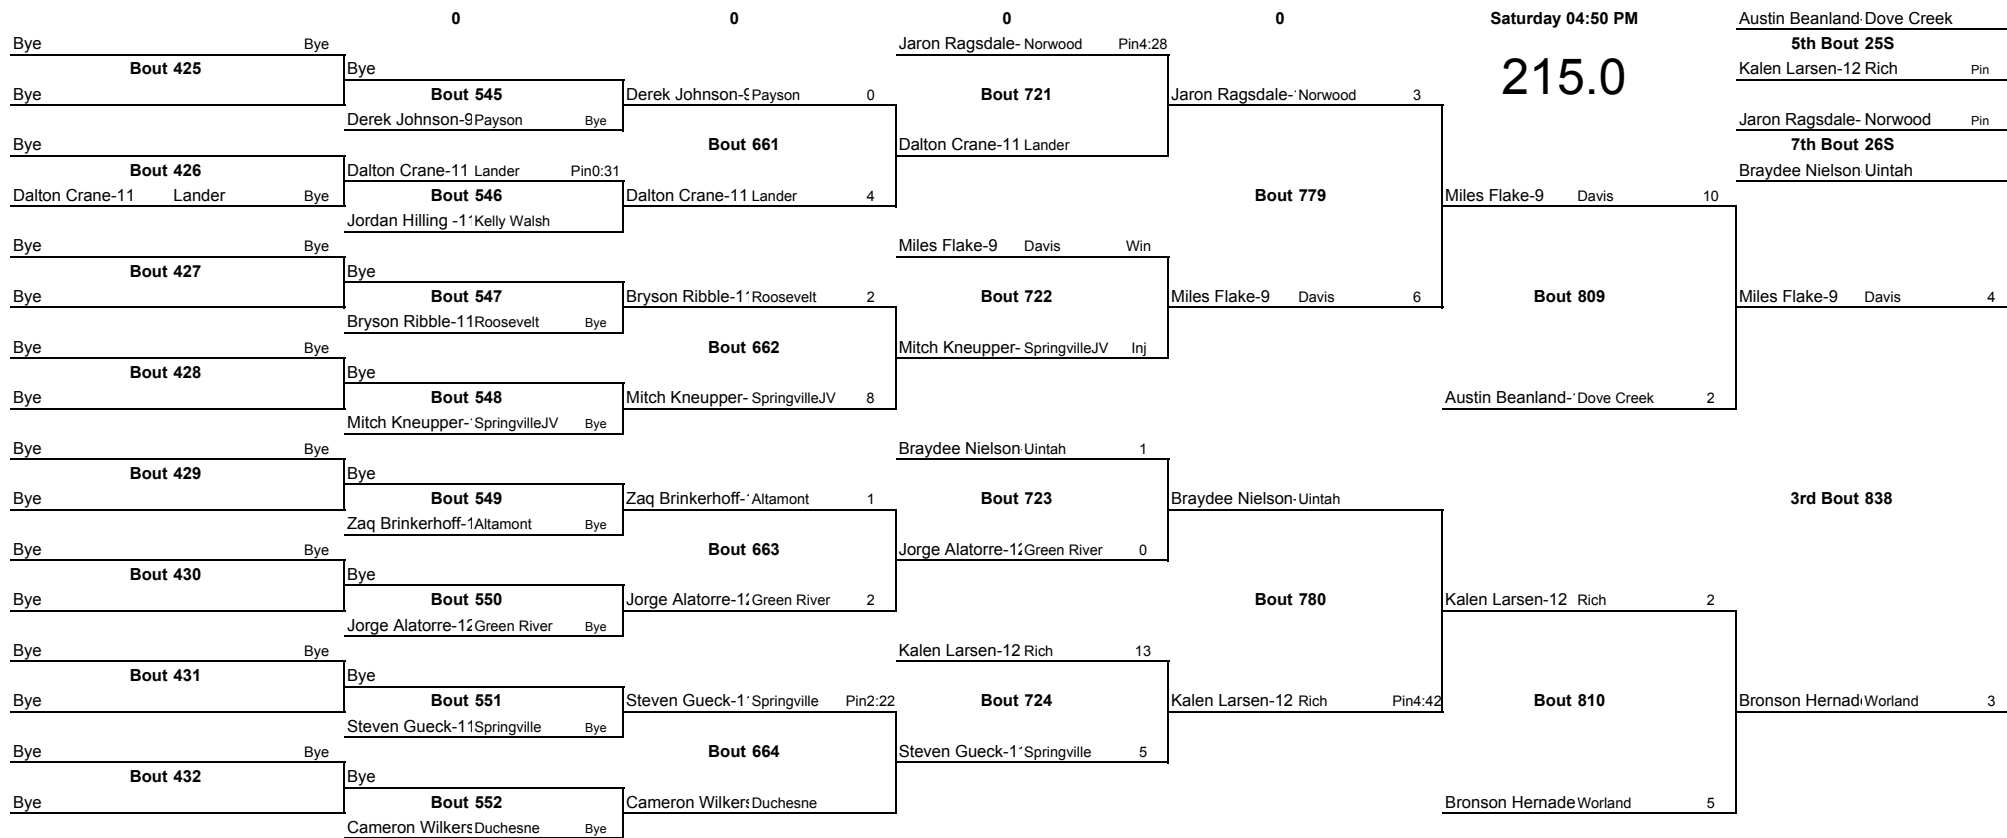 0 0 0 0 Saturday 04:50 PM Austin Beanland- Dove Creek
Bye Bye Jaron Ragsdale- Norwood Pin4:28 5th Bout 25S
Bout 425 Bye Kalen Larsen-12 Rich Pin
215.0
Bye Bout 545 Derek Johnson-9 Payson 0 Bout 721 Jaron Ragsdale-1 Norwood 3
Derek Johnson-9 Payson Bye Jaron Ragsdale- Norwood Pin
Bye Bout 661 Dalton Crane-11 Lander 7th Bout 26S
Bout 426 Dalton Crane-11 Lander Pin0:31 Braydee Nielson Uintah
Dalton Crane-11 Lander Bye Bout 546 Dalton Crane-11 Lander 4 Bout 779 Miles Flake-9 Davis 10
Jordan Hilling -11 Kelly Walsh
Bye Bye Miles Flake-9 Davis Win
Bout 427 Bye
Bye Bout 547 Bryson Ribble-11 Roosevelt 2 Bout 722 Miles Flake-9 Davis 6 Bout 809 Miles Flake-9 Davis 4
Bryson Ribble-11 Roosevelt Bye
Bye Bye Bout 662 Mitch Kneupper- SpringvilleJV Inj
Bout 428 Bye
Bye Bout 548 Mitch Kneupper- SpringvilleJV 8 Austin Beanland-1 Dove Creek 2
Mitch Kneupper-1 SpringvilleJV Bye
Bye Bye Braydee Nielson Uintah 1
Bout 429 Bye
Bye Bout 549 Zaq Brinkerhoff-1 Altamont 1 Bout 723 Braydee Nielson- Uintah 3rd Bout 838
Zaq Brinkerhoff-1 Altamont Bye
Bye Bye Bout 663 Jorge Alatorre-12 Green River 0
Bout 430 Bye
Bye Bout 550 Jorge Alatorre-12 Green River 2 Bout 780 Kalen Larsen-12 Rich 2
Jorge Alatorre-12 Green River Bye
Bye Bye Kalen Larsen-12 Rich 13
Bout 431 Bye
Bye Bout 551 Steven Gueck-11 Springville Pin2:22 Bout 724 Kalen Larsen-12 Rich Pin4:42 Bout 810 Bronson Hernad Worland 3
Steven Gueck-11 Springville Bye
Bye Bye Bout 664 Steven Gueck-11 Springville 5
Bout 432 Bye
Bye Bout 552 Cameron Wilkers Duchesne Bronson Hernade Worland 5
Cameron Wilkers Duchesne Bye